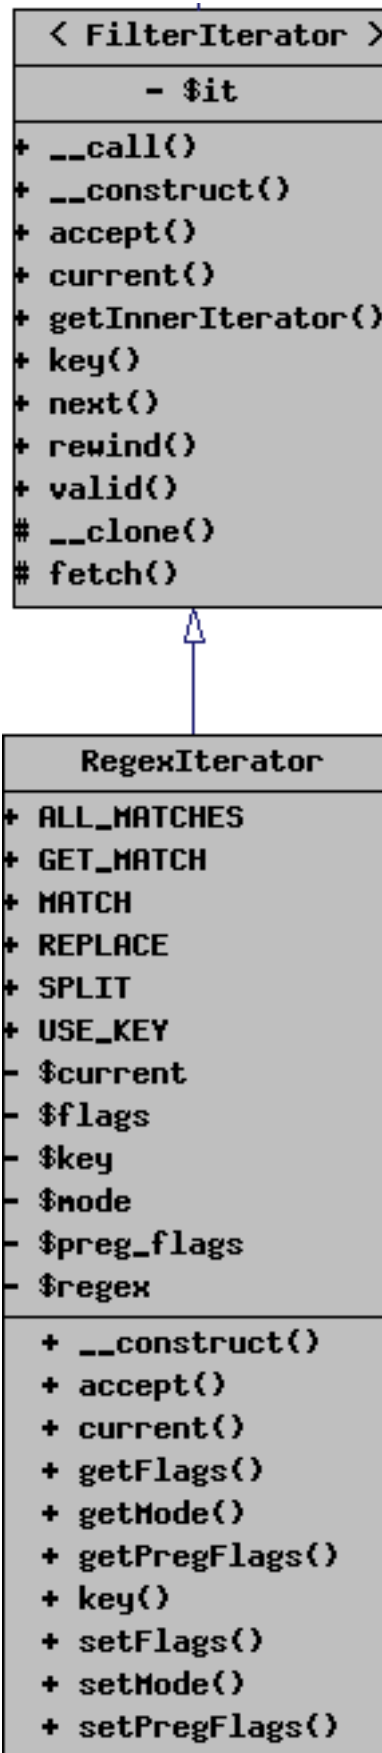 < FilterIterator >
- $it
+ __call()
+ __construct()
+ accept()
+ current()
+ getInnerIterator()
+ key()
+ next()
+ rewind()
+ valid()
# __clone()
# fetch()
RegexIterator
+ ALL_MATCHES
+ GET_MATCH
+ MATCH
+ REPLACE
+ SPLIT
+ USE_KEY
- $current
- $flags
- $key
- $mode
- $preg_flags
- $regex
+ __construct()
+ accept()
+ current()
+ getFlags()
+ getMode()
+ getPregFlags()
+ key()
+ setFlags()
+ setMode()
+ setPregFlags()